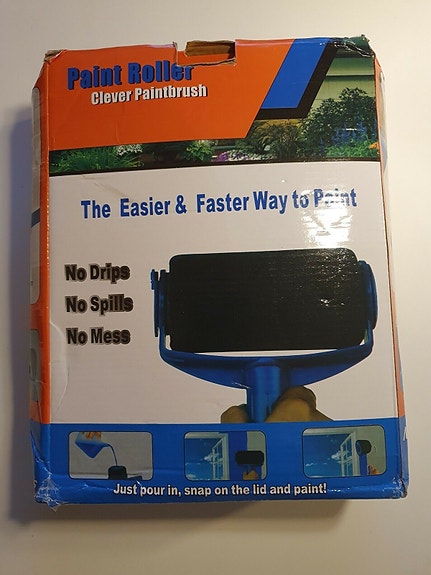 Paint Roller
Clever Paintbrush
The Easier & Faster Way to Paint
No Drips
No Spills
No Mess
Just pour in, snap on the lid and paint!